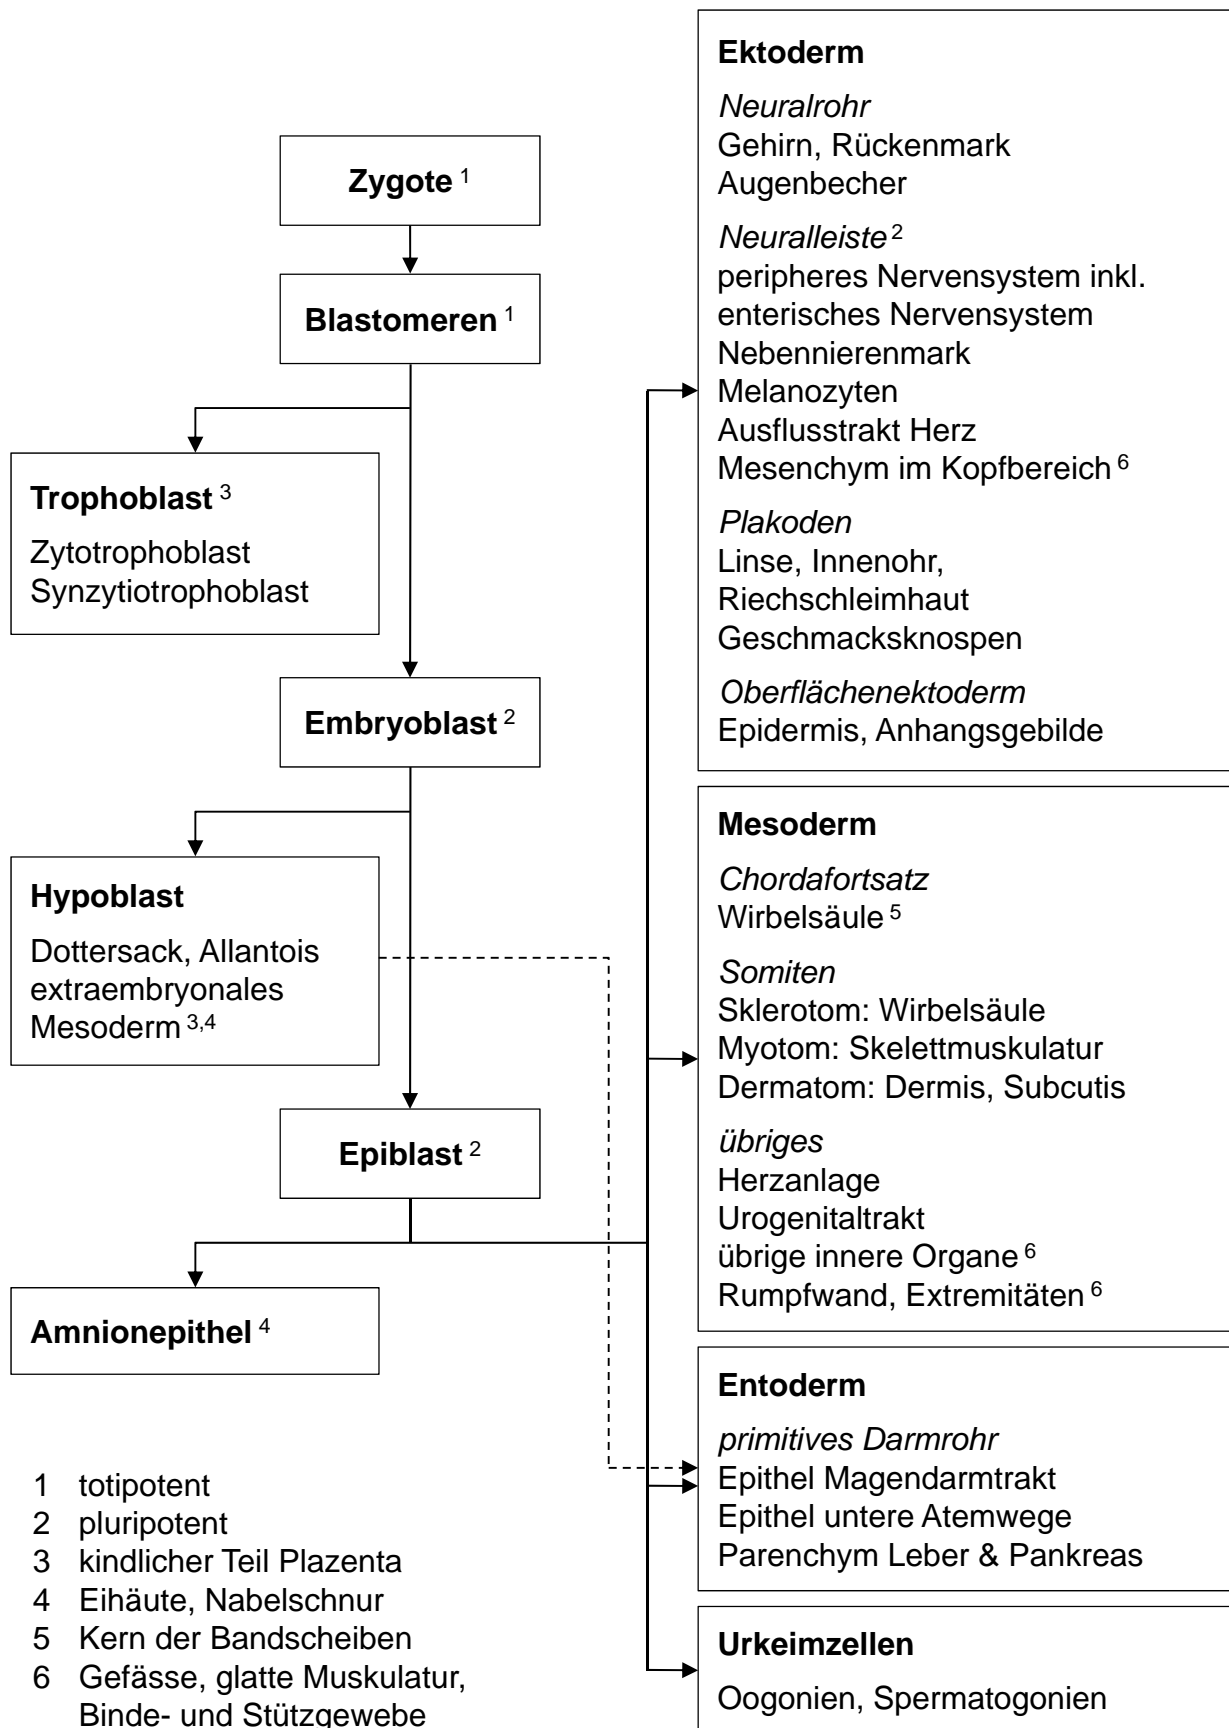 Zygote 1
Blastomeren 1
Trophoblast 3
Zytotrophoblast
Synzytiotrophoblast
Embryoblast 2
Hypoblast
Dottersack, Allantois
extraembryonales
Mesoderm 3,4
Epiblast 2
Amnionepithel 4
1 totipotent
2 pluripotent
3 kindlicher Teil Plazenta
4 Eihäute, Nabelschnur
5 Kern der Bandscheiben
6 Gefässe, glatte Muskulatur,
Binde- und Stützgewebe
Ektoderm
Neuralrohr
Gehirn, Rückenmark
Augenbecher
Neuralleiste 2
peripheres Nervensystem inkl.
enterisches Nervensystem
Nebennierenmark
Melanozyten
Ausflusstrakt Herz
Mesenchym im Kopfbereich 6
Plakoden
Linse, Innenohr,
Riechschleimhaut
Geschmacksknospen
Oberflächenektoderm
Epidermis, Anhangsgebilde
Mesoderm
Chordafortsatz
Wirbelsäule 5
Somiten
Sklerotom: Wirbelsäule
Myotom: Skelettmuskulatur
Dermatom: Dermis, Subcutis
übriges
Herzanlage
Urogenitaltrakt
übrige innere Organe 6
Rumpfwand, Extremitäten 6
Entoderm
primitives Darmrohr
Epithel Magendarmtrakt
Epithel untere Atemwege
Parenchym Leber & Pankreas
Urkeimzellen
Oogonien, Spermatogonien